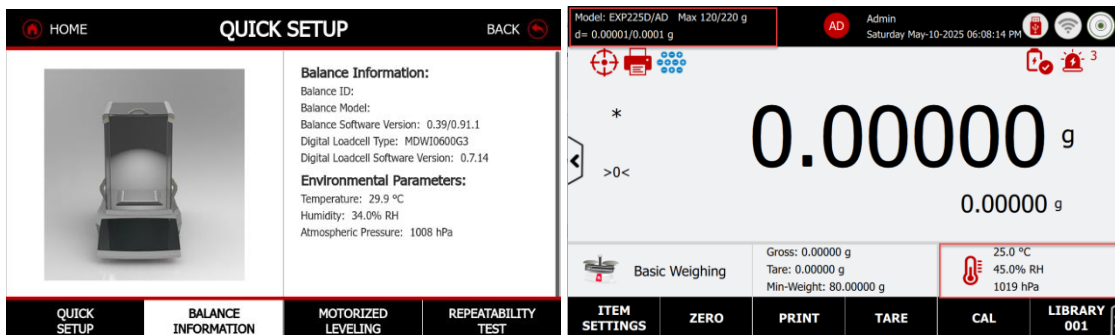 HOME
QUICK SETUP
BACK
Balance Information:
Balance ID:
Balance Model:
Balance Software Version: 0.39/0.91.1
Digital Loadcell Type: MDWI0600G3
Digital Loadcell Software Version: 0.7.14
Environmental Parameters:
Temperature: 29.9 ºC
Humidity: 34.0% RH
Atmospheric Pressure: 1008 hPa
QUICK
SETUP
BALANCE
INFORMATION
MOTORIZED
LEVELING
REPEATABILITY
TEST
Model: EXP225D/AD Max 120/220 g
d= 0.00001/0.0001 g
AD
Admin
Saturday May-10-2025 06:08:14 PM
3
*
0.00000 g
>0<
0.00000 g
Basic Weighing
Gross: 0.00000 g
Tare: 0.00000 g
Min-Weight: 80.00000 g
25.0 ºC
45.0% RH
1019 hPa
ITEM
SETTINGS
ZERO
PRINT
TARE
CAL
LIBRARY
001